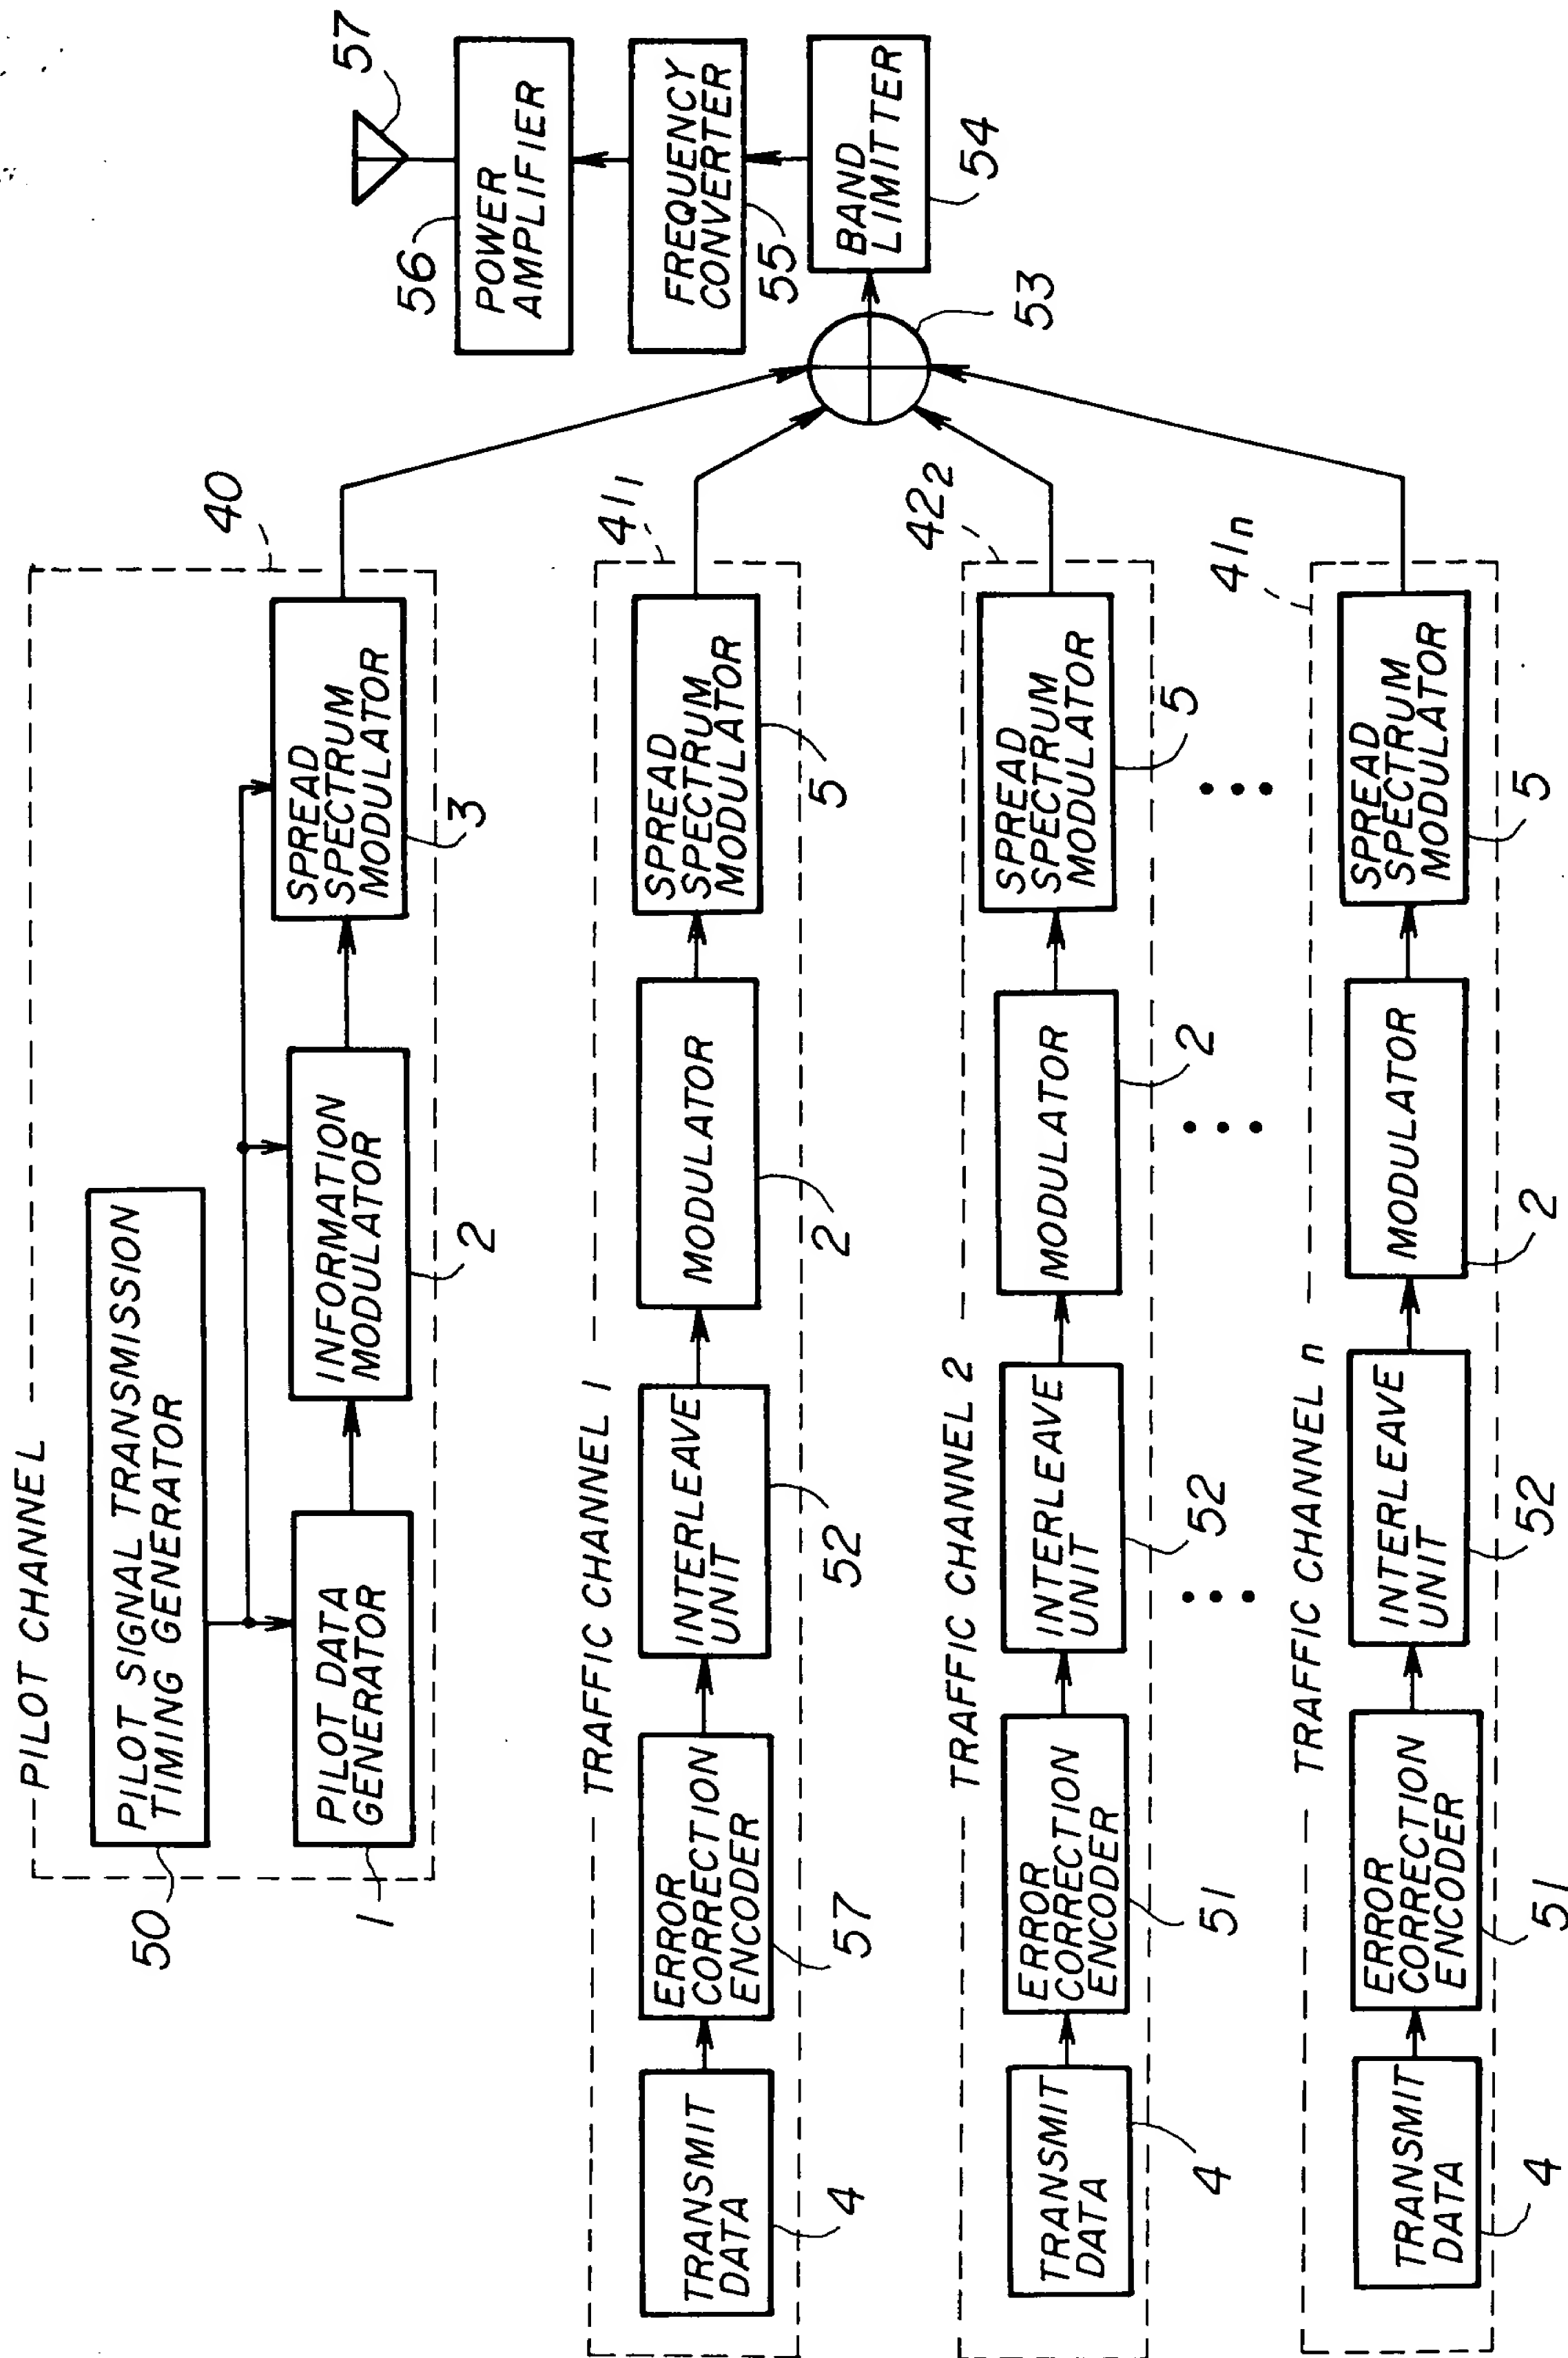 PILOT CHANNEL
40
PILOT SIGNAL TRANSMISSION
TIMING GENERATOR
50
PILOT DATA
GENERATOR
1
INFORMATION
MODULATOR
2
SPREAD
SPECTRUM
MODULATOR
3
TRAFFIC CHANNEL 1
41₁
TRANSMIT
DATA
4
ERROR
CORRECTION
ENCODER
57
INTERLEAVE
UNIT
52
MODULATOR
2
SPREAD
SPECTRUM
MODULATOR
5
TRAFFIC CHANNEL 2
42₂
TRANSMIT
DATA
4
ERROR
CORRECTION
ENCODER
51
INTERLEAVE
UNIT
52
MODULATOR
2
SPREAD
SPECTRUM
MODULATOR
5
TRAFFIC CHANNEL n
41ₙ
TRANSMIT
DATA
4
ERROR
CORRECTION
ENCODER
51
INTERLEAVE
UNIT
52
MODULATOR
2
SPREAD
SPECTRUM
MODULATOR
5
53
BAND
LIMITTER
54
FREQUENCY
CONVERTER
55
POWER
AMPLIFIER
56
57